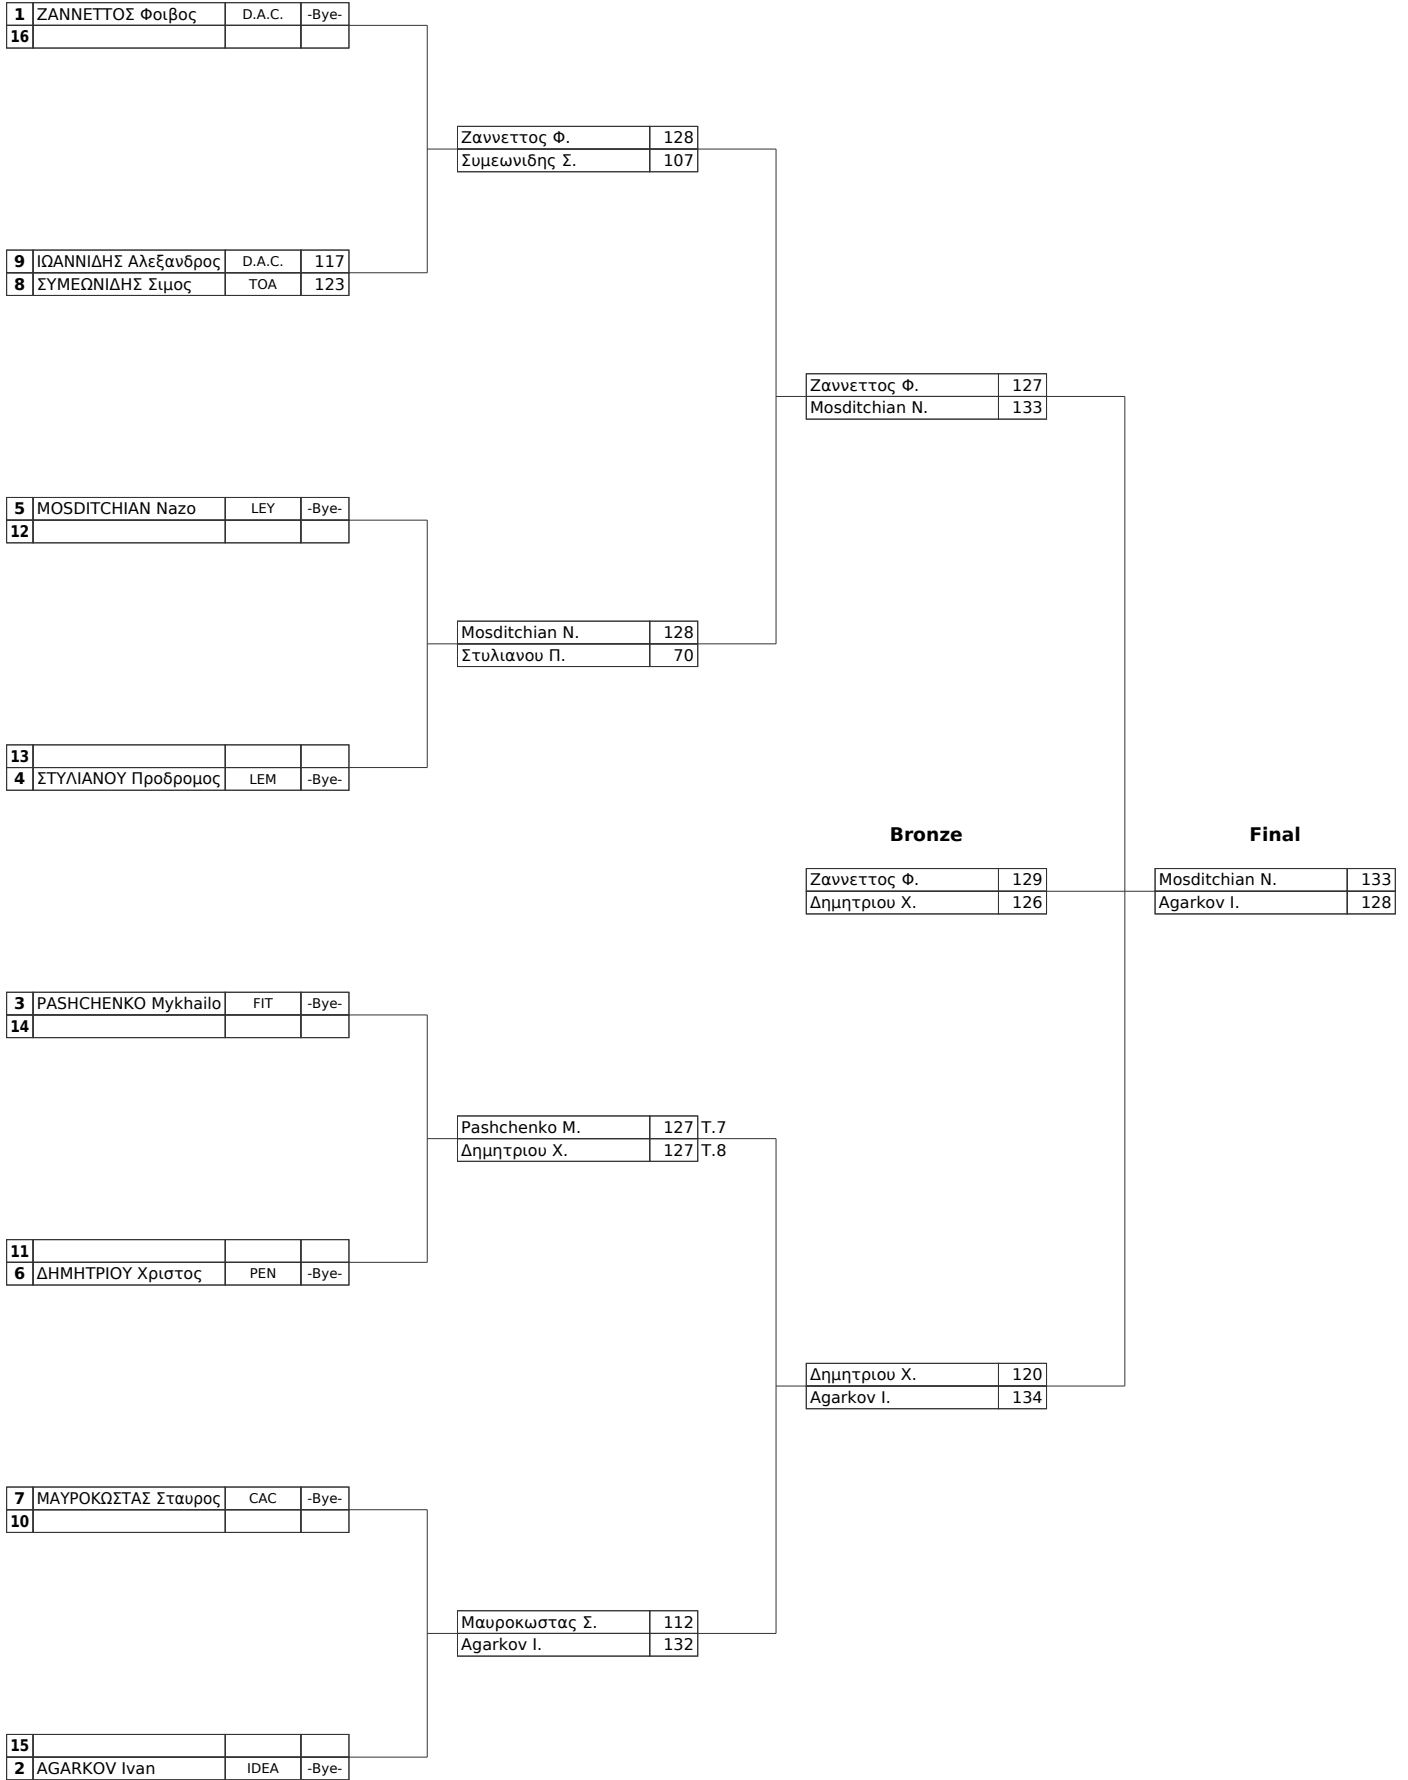 1 ΖΑΝΝΕΤΤΟΣ Φοιβος D.A.C. -Bye-
16
Ζαννεττος Φ. 128
Συμεωνιδης Σ. 107
9 ΙΩΑΝΝΙΔΗΣ Αλεξανδρος D.A.C. 117
8 ΣΥΜΕΩΝΙΔΗΣ Σιμος TOA 123
Ζαννεττος Φ. 127
Mosditchian N. 133
5 MOSDITCHIAN Nazo LEY -Bye-
12
Mosditchian N. 128
Στυλιανου Π. 70
13
4 ΣΤΥΛΙΑΝΟΥ Προδρομος LEM -Bye-
Bronze Final
Ζαννεττος Φ. 129 Mosditchian N. 133
Δημητριου Χ. 126 Agarkov I. 128
3 PASHCHENKO Mykhailo FIT -Bye-
14
Pashchenko M. 127 T.7
Δημητριου Χ. 127 T.8
11
6 ΔΗΜΗΤΡΙΟΥ Χριστος PEN -Bye-
Δημητριου Χ. 120
Agarkov I. 134
7 ΜΑΥΡΟΚΩΣΤΑΣ Σταυρος CAC -Bye-
10
Μαυροκωστας Σ. 112
Agarkov I. 132
15
2 AGARKOV Ivan IDEA -Bye-